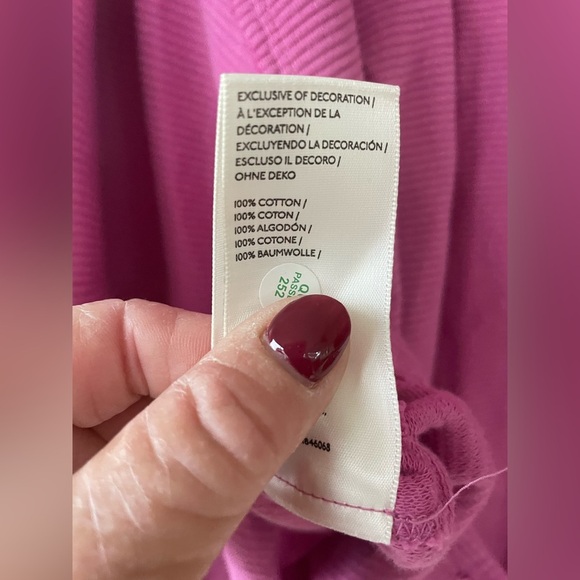 EXCLUSIVE OF DECORATION /
À L'EXCEPTION DE LA
DÉCORATION /
EXCLUYENDO LA DECORACIÓN /
ESCLUSO IL DECORO /
OHNE DEKO
100% COTTON /
100% COTON /
100% ALGODÓN /
100% COTONE /
100% BAUMWOLLE /
252